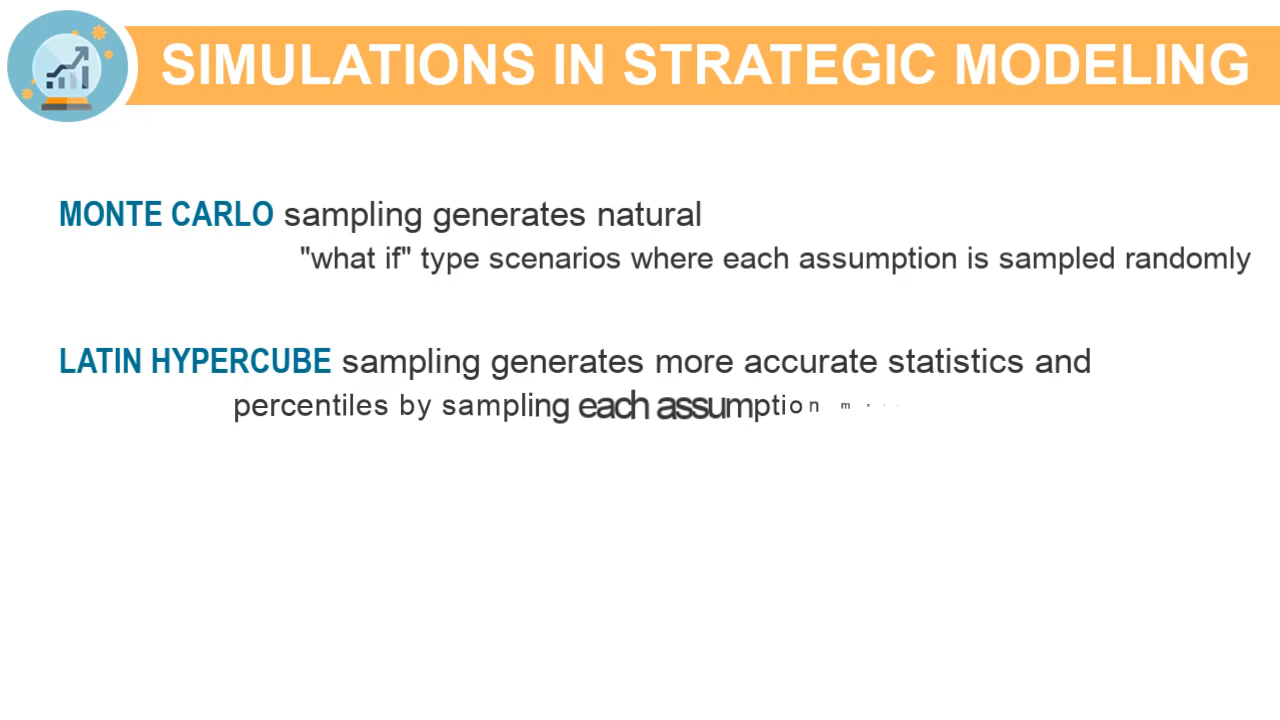 SIMULATIONS IN STRATEGIC MODELING
MONTE CARLO sampling generates natural
"what if" type scenarios where each assumption is sampled randomly
LATIN HYPERCUBE sampling generates more accurate statistics and
percentiles by sampling each assumption